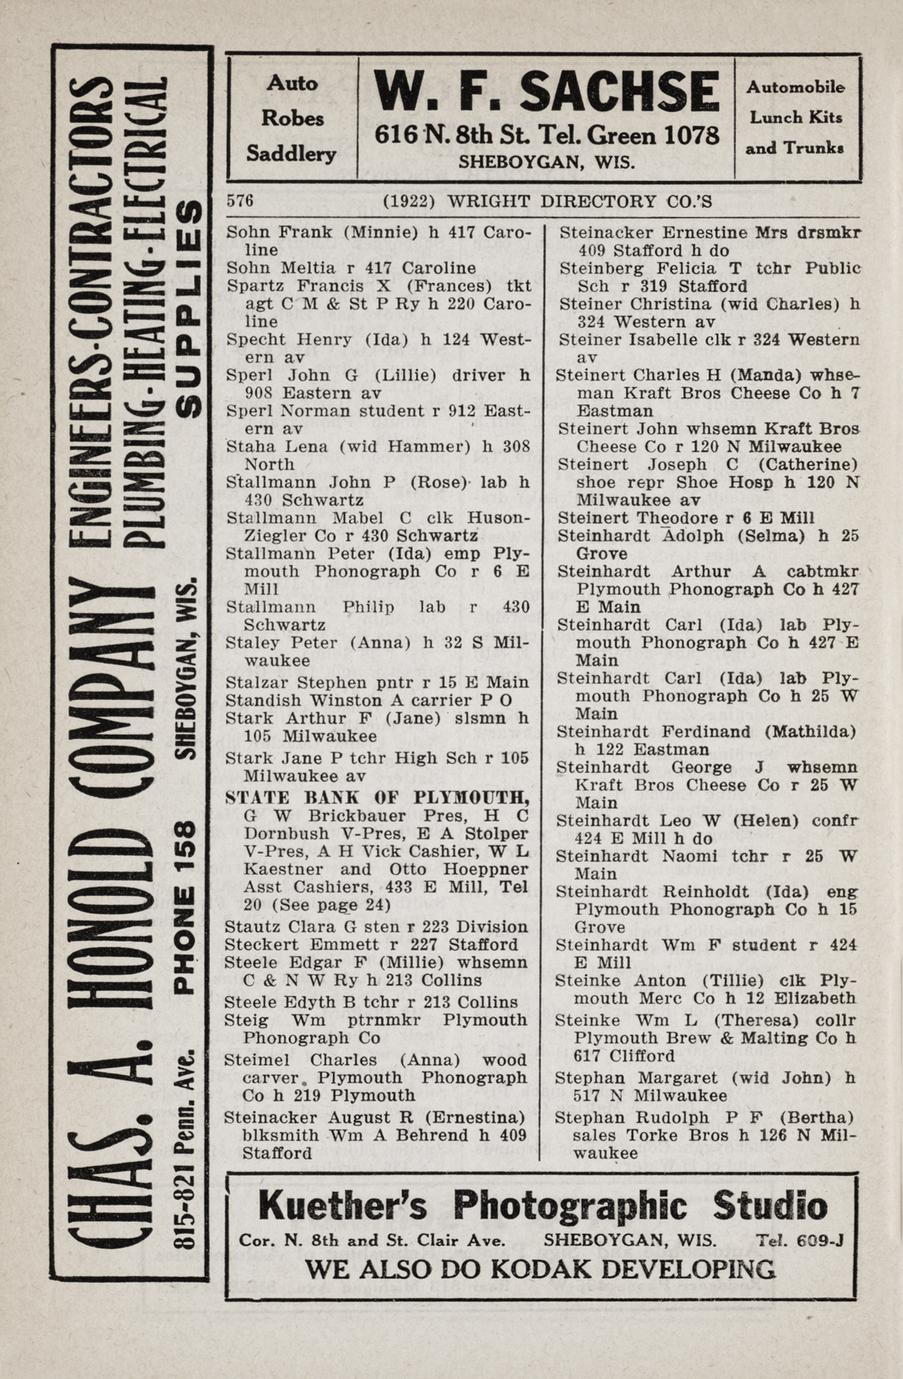 CHAS. A. HONOLD COMPANY ENGINEERS-CONTRACTORS
PLUMBING-HEATING-ELECTRICAL
815-821 Penn. Ave. PHONE 158 SHEBOYGAN, WIS. SUPPLIES
Auto
Robes
Saddlery
W. F. SACHSE
616 N. 8th St. Tel. Green 1078
SHEBOYGAN, WIS.
Automobile
Lunch Kits
and Trunks
576 (1922) WRIGHT DIRECTORY CO.'S
Sohn Frank (Minnie) h 417 Caro-
line
Sohn Meltia r 417 Caroline
Spartz Francis X (Frances) tkt
agt C M & St P Ry h 220 Caro-
line
Specht Henry (Ida) h 124 West-
ern av
Sperl John G (Lillie) driver h
908 Eastern av
Sperl Norman student r 912 East-
ern av
Staha Lena (wid Hammer) h 308
North
Stallmann John P (Rose) lab h
430 Schwartz
Stallmann Mabel C clk Huson-
Ziegler Co r 430 Schwartz
Stallmann Peter (Ida) emp Ply-
mouth Phonograph Co r 6 E
Mill
Stallmann Philip lab r 430
Schwartz
Staley Peter (Anna) h 32 S Mil-
waukee
Stalzar Stephen pntr r 15 E Main
Standish Winston A carrier P O
Stark Arthur F (Jane) slsmn h
105 Milwaukee
Stark Jane P tchr High Sch r 105
Milwaukee av
STATE BANK OF PLYMOUTH,
G W Brickbauer Pres, H C
Dornbush V-Pres, E A Stolper
V-Pres, A H Vick Cashier, W L
Kaestner and Otto Hoeppner
Asst Cashiers, 433 E Mill, Tel
20 (See page 24)
Stautz Clara G sten r 223 Division
Steckert Emmett r 227 Stafford
Steele Edgar F (Millie) whsemn
C & N W Ry h 213 Collins
Steele Edyth B tchr r 213 Collins
Steig Wm ptrnmkr Plymouth
Phonograph Co
Steimel Charles (Anna) wood
carver, Plymouth Phonograph
Co h 219 Plymouth
Steinacker August R (Ernestina)
blksmith Wm A Behrend h 409
Stafford
Steinacker Ernestine Mrs drsmkr
409 Stafford h do
Steinberg Felicia T tchr Public
Sch r 319 Stafford
Steiner Christina (wid Charles) h
324 Western av
Steiner Isabelle clk r 324 Western
av
Steinert Charles H (Manda) whse-
man Kraft Bros Cheese Co h 7
Eastman
Steinert John whsemn Kraft Bros
Cheese Co r 120 N Milwaukee
Steinert Joseph C (Catherine)
shoe repr Shoe Hosp h 120 N
Milwaukee av
Steinert Theodore r 6 E Mill
Steinhardt Adolph (Selma) h 25
Grove
Steinhardt Arthur A cabtmkr
Plymouth Phonograph Co h 427
E Main
Steinhardt Carl (Ida) lab Ply-
mouth Phonograph Co h 427 E
Main
Steinhardt Carl (Ida) lab Ply-
mouth Phonograph Co h 25 W
Main
Steinhardt Ferdinand (Mathilda)
h 122 Eastman
Steinhardt George J whsemn
Kraft Bros Cheese Co r 25 W
Main
Steinhardt Leo W (Helen) confr
424 E Mill h do
Steinhardt Naomi tchr r 25 W
Main
Steinhardt Reinholdt (Ida) eng
Plymouth Phonograph Co h 15
Grove
Steinhardt Wm F student r 424
E Mill
Steinke Anton (Tillie) clk Ply-
mouth Merc Co h 12 Elizabeth
Steinke Wm L (Theresa) collr
Plymouth Brew & Malting Co h
617 Clifford
Stephan Margaret (wid John) h
517 N Milwaukee
Stephan Rudolph P F (Bertha)
sales Torke Bros h 126 N Mil-
waukee
Kuether's Photographic Studio
Cor. N. 8th and St. Clair Ave. SHEBOYGAN, WIS. Tel. 609-J
WE ALSO DO KODAK DEVELOPING